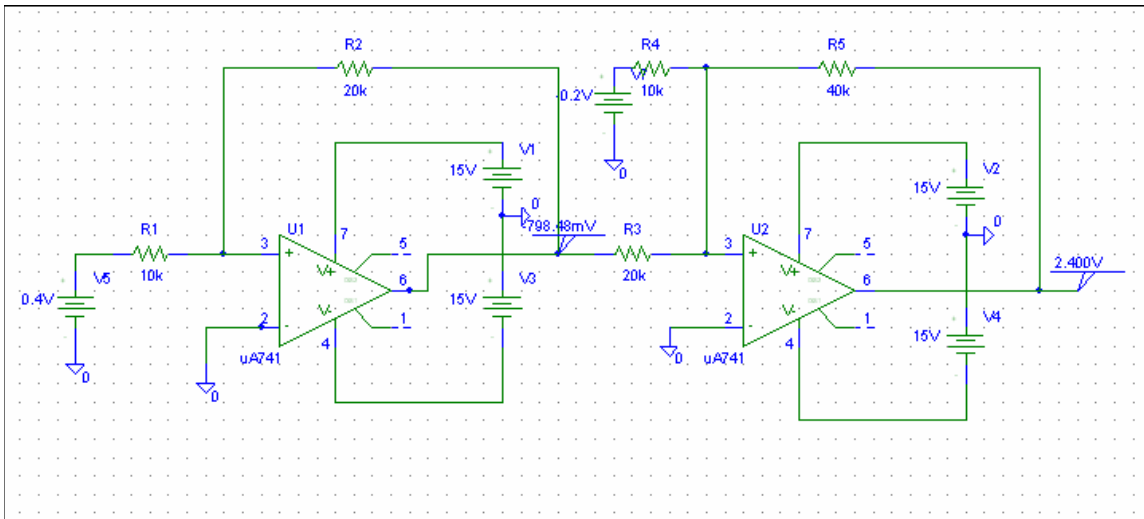 R2
20k
R4
V7
10k
-0.2V
0
R5
40k
V1
15V
0
-798.48mV
V2
15V
0
R1
10k
V5
0.4V
0
U1
3
+
2
-
7
V+
V-
4
5
6
1
uA741
0
V3
15V
R3
20k
U2
3
+
2
-
7
V+
V-
4
5
6
1
uA741
0
2.400V
V4
15V